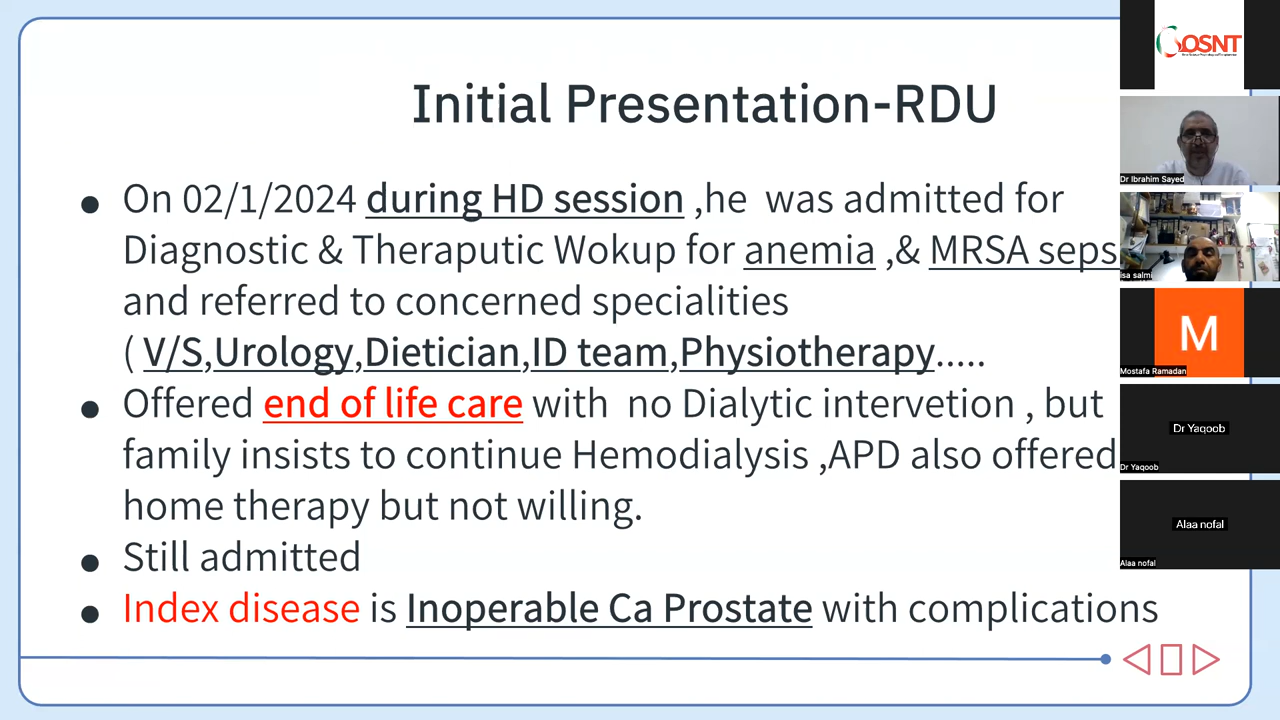 Initial Presentation-RDU
● On 02/1/2024 during HD session ,he was admitted for
Diagnostic & Theraputic Wokup for anemia ,& MRSA seps
and referred to concerned specialities
( V/S,Urology,Dietician,ID team,Physiotherapy.....
● Offered end of life care with no Dialytic intervetion , but
family insists to continue Hemodialysis ,APD also offered
home therapy but not willing.
● Still admitted
● Index disease is Inoperable Ca Prostate with complications
OSNT
Dr Ibrahim Sayed
isa salmi
M
Mostafa Ramadan
Dr Yaqoob
Dr Yaqoob
Alaa nofal
Alaa nofal